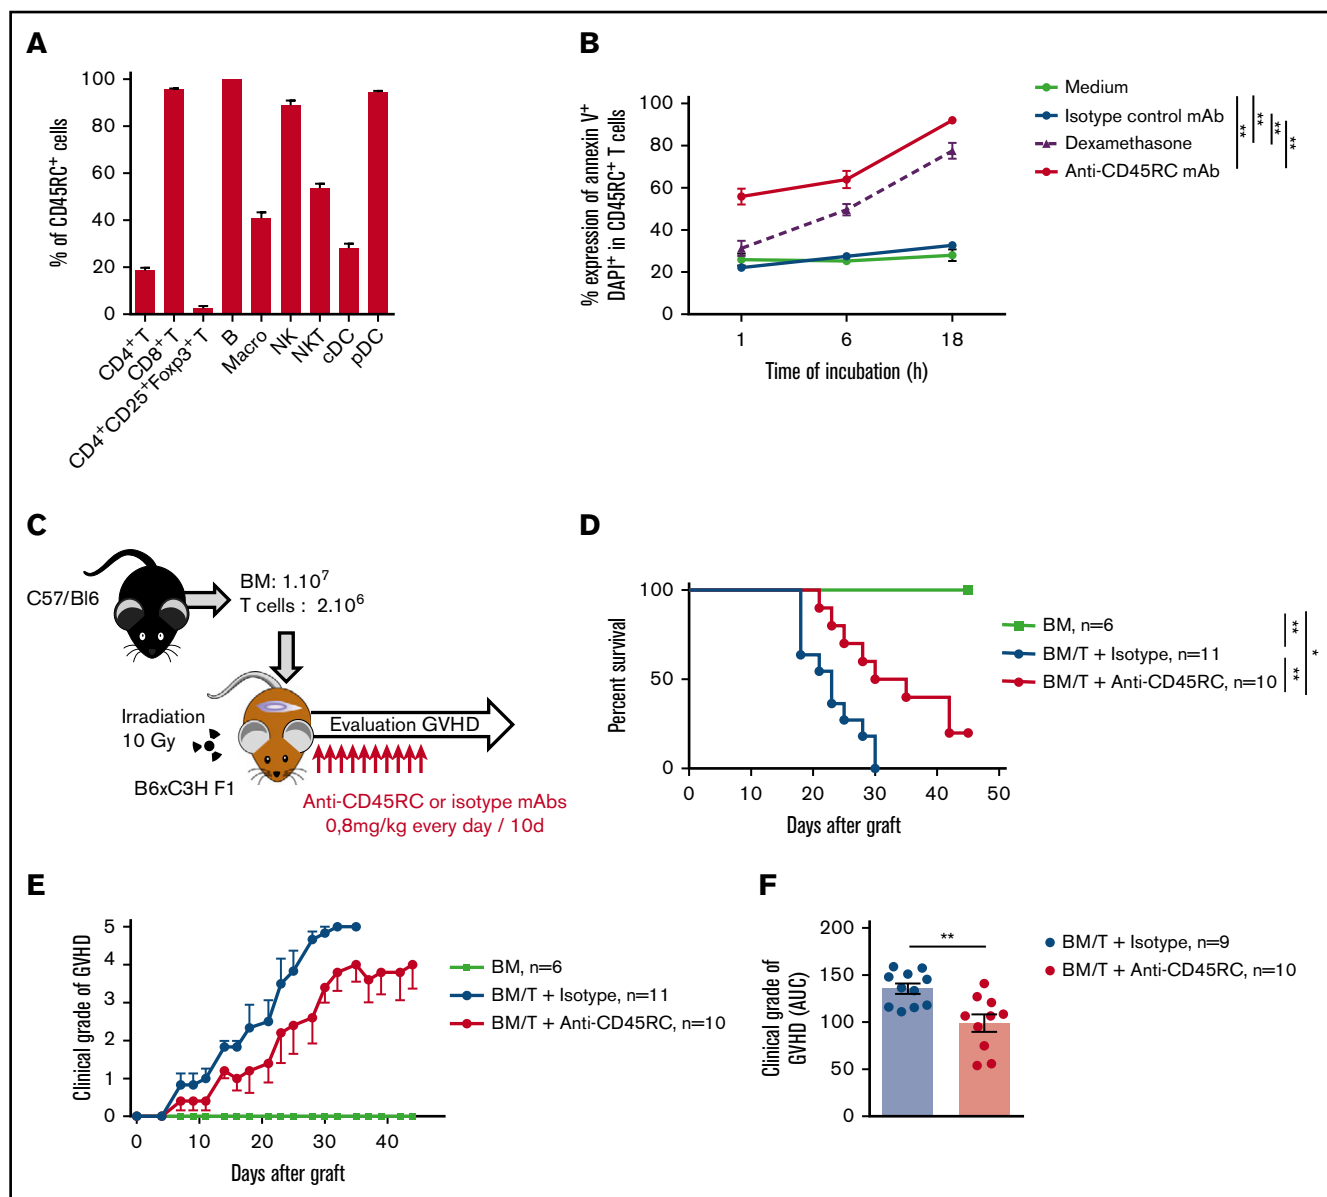 A
% of CD45RC+ cells
100
80
60
40
20
0
CD4+ T
CD8+ T
CD4+CD25+Foxp3+ T
B
Macro
NK
NKT
cDC
pDC
B
% expression of annexin V+
DAPI+ in CD45RC+ T cells
100
80
60
40
20
0
1
6
18
Time of incubation (h)
Medium
Isotype control mAb
Dexamethasone
Anti-CD45RC mAb
**
**
**
**
C
C57/Bl6
BM: 1.10^7
T cells : 2.10^6
Irradiation
10 Gy
B6xC3H F1
Evaluation GVHD
Anti-CD45RC or isotype mAbs
0,8mg/kg every day / 10d
D
Percent survival
100
50
0
0
10
20
30
40
50
Days after graft
BM, n=6
BM/T + Isotype, n=11
BM/T + Anti-CD45RC, n=10
**
**
*
E
Clinical grade of GVHD
5
4
3
2
1
0
0
10
20
30
40
Days after graft
BM, n=6
BM/T + Isotype, n=11
BM/T + Anti-CD45RC, n=10
F
Clinical grade of
GVHD (AUC)
200
150
100
50
0
**
BM/T + Isotype, n=9
BM/T + Anti-CD45RC, n=10